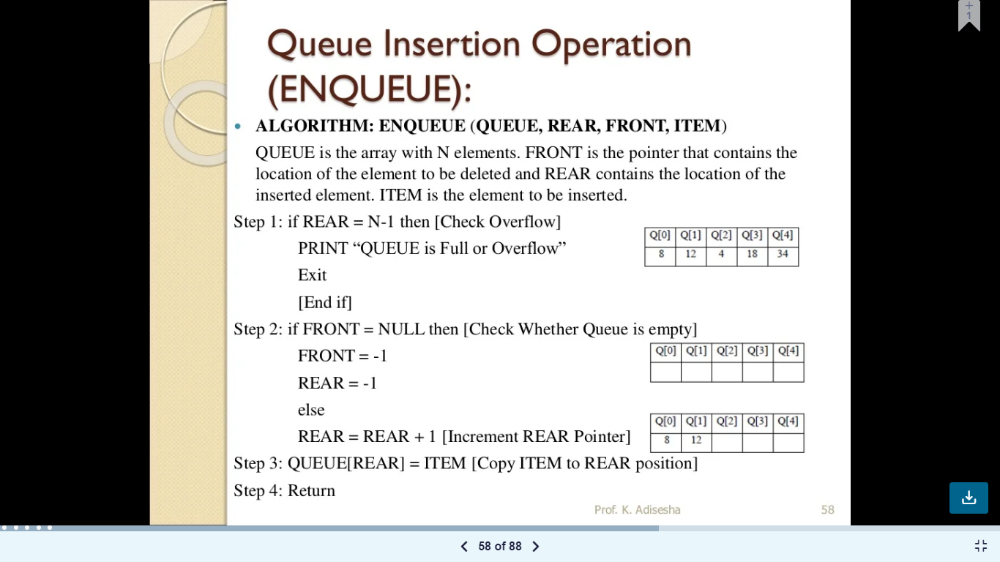 +
1
Queue Insertion Operation
(ENQUEUE):
• ALGORITHM: ENQUEUE (QUEUE, REAR, FRONT, ITEM)
QUEUE is the array with N elements. FRONT is the pointer that contains the
location of the element to be deleted and REAR contains the location of the
inserted element. ITEM is the element to be inserted.
Step 1: if REAR = N-1 then [Check Overflow]
Q[0] Q[1] Q[2] Q[3] Q[4]
8 12 4 18 34
PRINT “QUEUE is Full or Overflow”
Exit
[End if]
Step 2: if FRONT = NULL then [Check Whether Queue is empty]
Q[0] Q[1] Q[2] Q[3] Q[4]
FRONT = -1
REAR = -1
else
Q[0] Q[1] Q[2] Q[3] Q[4]
8 12
REAR = REAR + 1 [Increment REAR Pointer]
Step 3: QUEUE[REAR] = ITEM [Copy ITEM to REAR position]
Step 4: Return
Prof. K. Adisesha 58
58 of 88